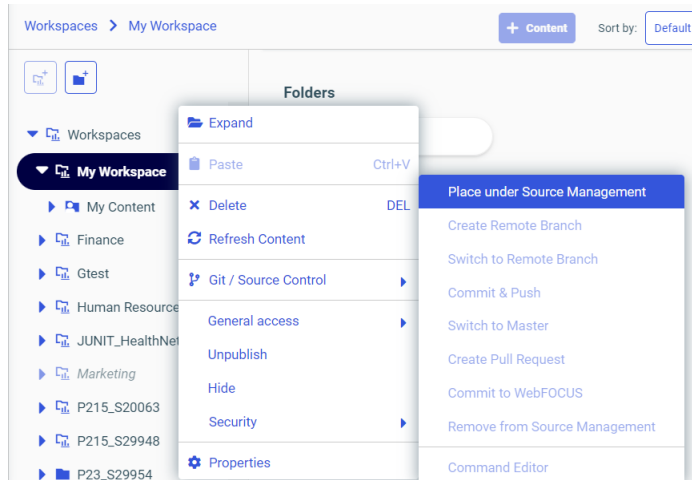 Workspaces My Workspace
+ Content
Sort by:
Default
Folders
Workspaces
My Workspace
My Content
Finance
Gtest
Human Resource
JUNIT_HealthNet
Marketing
P215_S20063
P215_S29948
P23_S29954
Expand
Paste Ctrl+V
Delete DEL
Refresh Content
Git / Source Control
General access
Unpublish
Hide
Security
Properties
Place under Source Management
Create Remote Branch
Switch to Remote Branch
Commit & Push
Switch to Master
Create Pull Request
Commit to WebFOCUS
Remove from Source Management
Command Editor